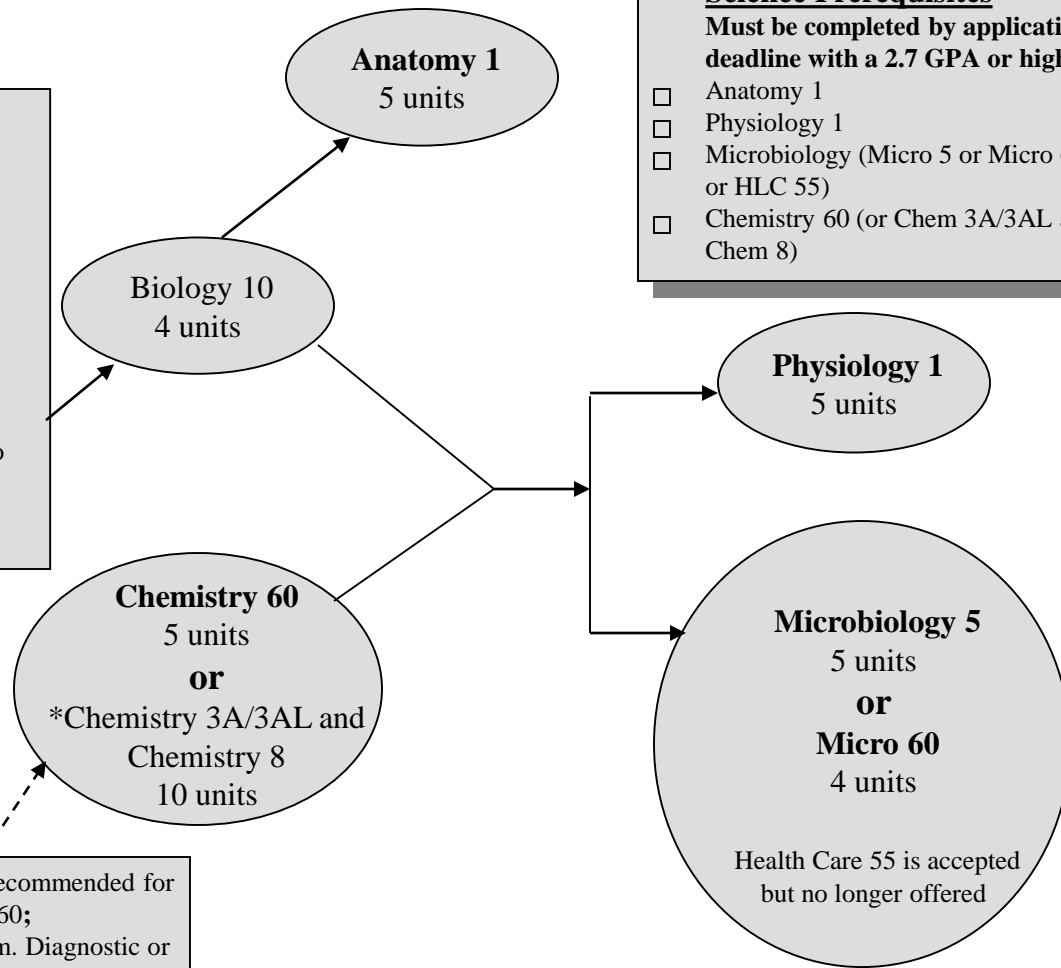 Science Prerequisites
Must be completed by
deadline with a 2.7 GPA or
Anatomy 1
Physiology 1
Microbiology (Micro 5 or Micro
or HLC 55)
Chemistry 60 (or Chem 3A/3AL
Chem 8)
Anatomy 1
5 units
Biology 10
4 units
Physiology 1
5 units
Chemistry 60
5 units
or
*Chemistry 3A/3AL and
Chemistry 8
10 units
Microbiology 5
5 units
or
Micro 60
4 units
Health Care 55 is accepted
but no longer offered
recommended for
60;
Diagnostic or